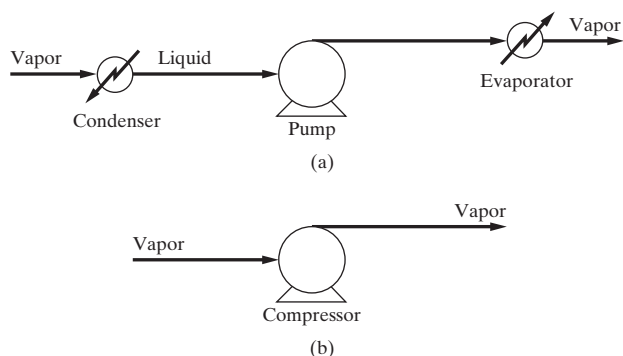 Vapor
Liquid
Vapor
Condenser
Pump
Evaporator
(a)
Vapor
Vapor
Compressor
(b)